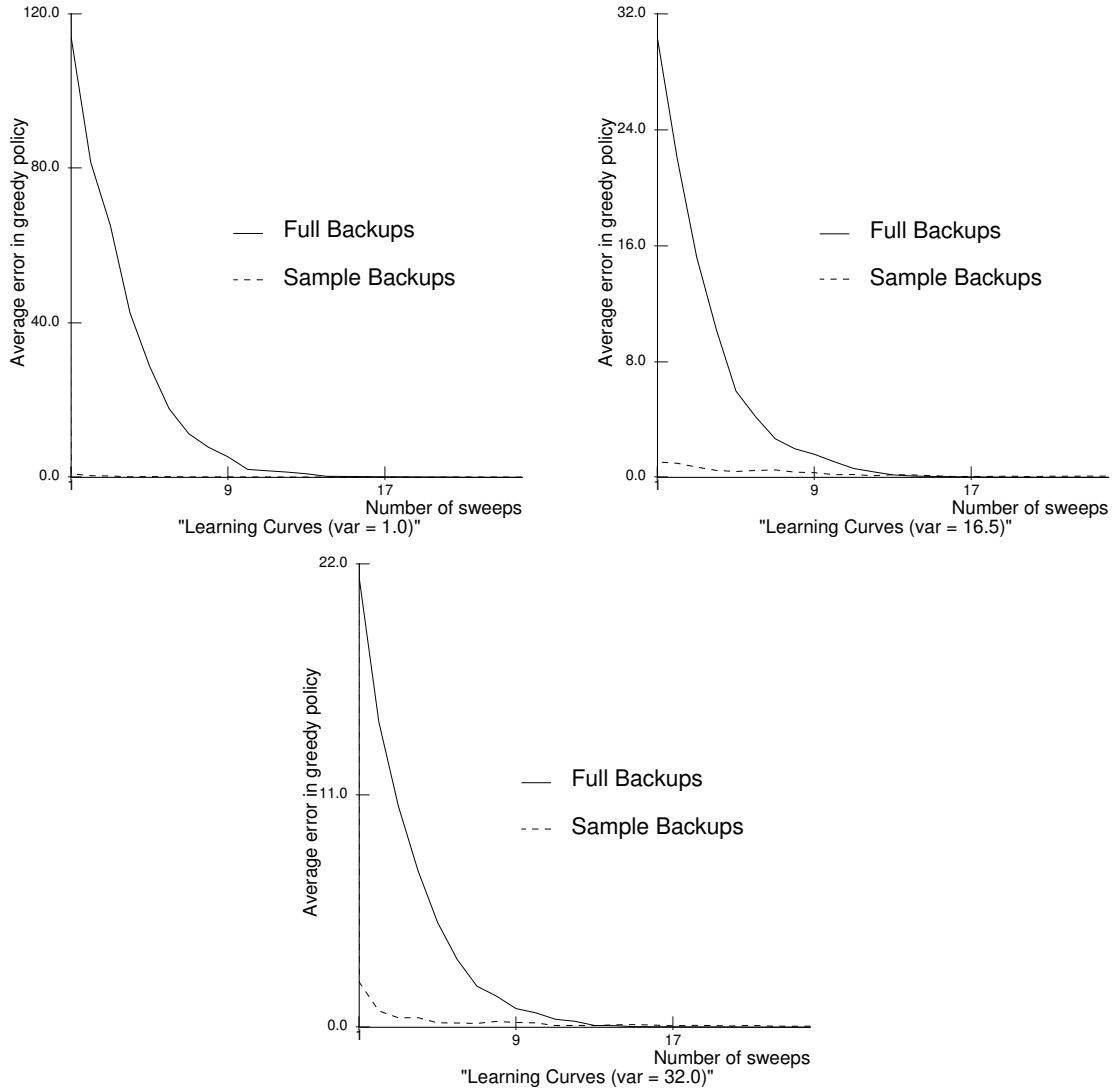 120.0
80.0
40.0
0.0
1
9
17
Average error in greedy policy
Full Backups
Sample Backups
Number of sweeps
"Learning Curves (var = 1.0)"
32.0
24.0
16.0
8.0
0.0
1
9
17
Average error in greedy policy
Full Backups
Sample Backups
Number of sweeps
"Learning Curves (var = 16.5)"
22.0
11.0
0.0
1
9
17
Average error in greedy policy
Full Backups
Sample Backups
Number of sweeps
"Learning Curves (var = 32.0)"